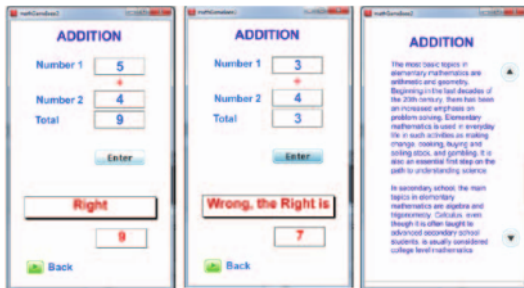 ADDITION
Number 1 5
+
Number 2 4
Total 9
Enter
Right
9
Back
ADDITION
Number 1 3
+
Number 2 4
Total 3
Enter
Wrong, the Right is
7
Back
ADDITION
The most basic topics in
elementary mathematics are
arithmetic and geometry.
Beginning in the last decades of
the 20th century, there has been
an increased emphasis on
problem solving. Elementary
mathematics is used in everyday
life in such activities as making
change, cooking, buying and
selling stock, and gambling. It is
also an essential first step on the
path to understanding science
In secondary school, the main
topics in elementary
mathematics are algebra and
trigonometry. Calculus, even
though it is often taught to
advanced secondary school
students, is usually considered
college level mathematics